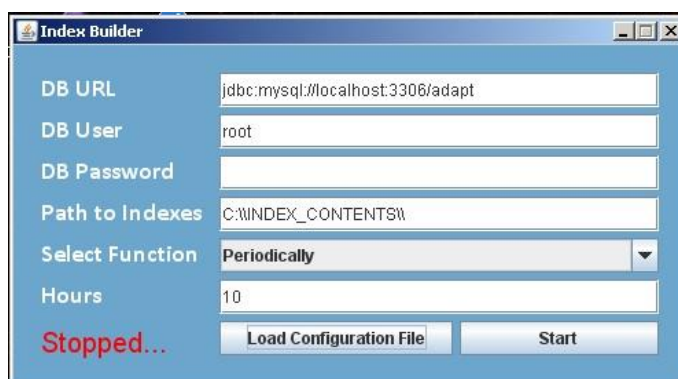 Index Builder
DB URL jdbc:mysql://localhost:3306/adapt
DB User root
DB Password
Path to Indexes C:\\INDEX_CONTENTS\\
Select Function Periodically
Hours 10
Stopped... Load Configuration File Start